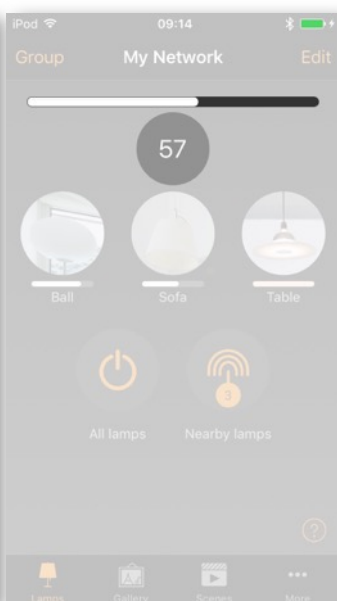 iPod 09:14
Group My Network Edit
57
Ball Sofa Table
3
All lamps Nearby lamps
?
Lamps Gallery Scenes More